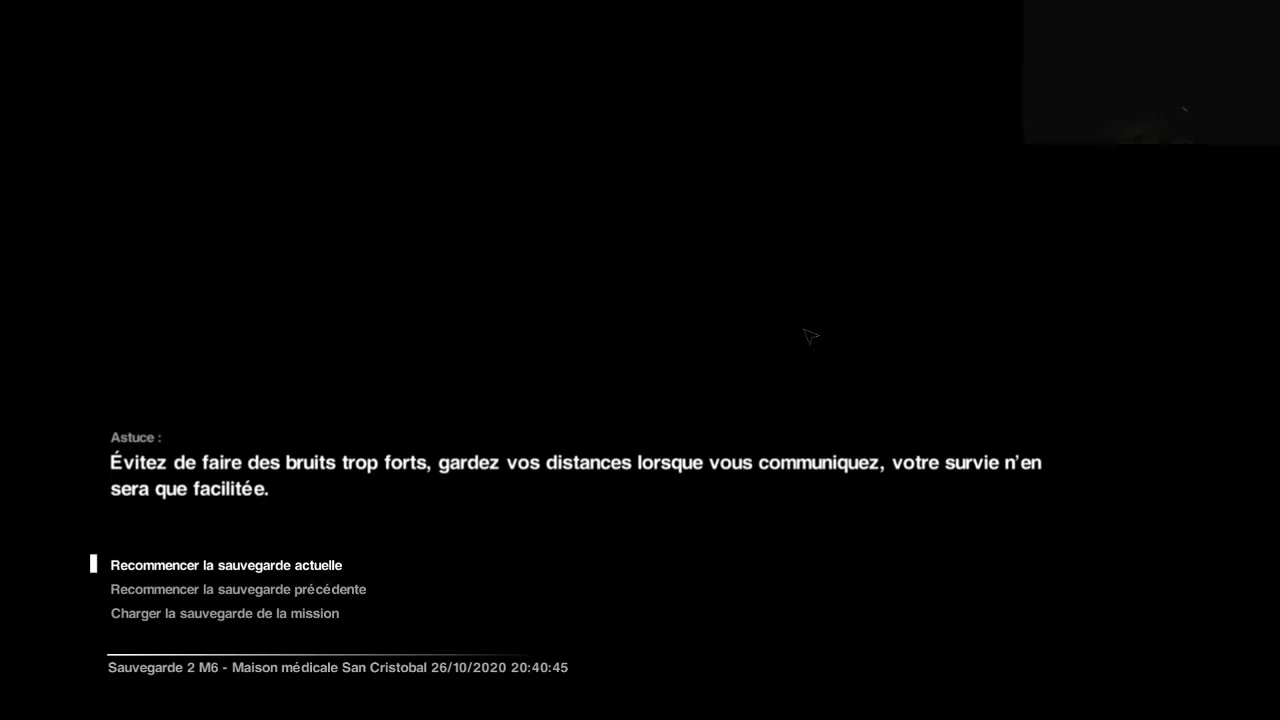 Astuce :
Évitez de faire des bruits trop forts, gardez vos distances lorsque vous communiquez, votre survie n'en
sera que facilitée.
Recommencer la sauvegarde actuelle
Recommencer la sauvegarde précédente
Charger la sauvegarde de la mission
Sauvegarde 2 M6 - Maison médicale San Cristobal 26/10/2020 20:40:45